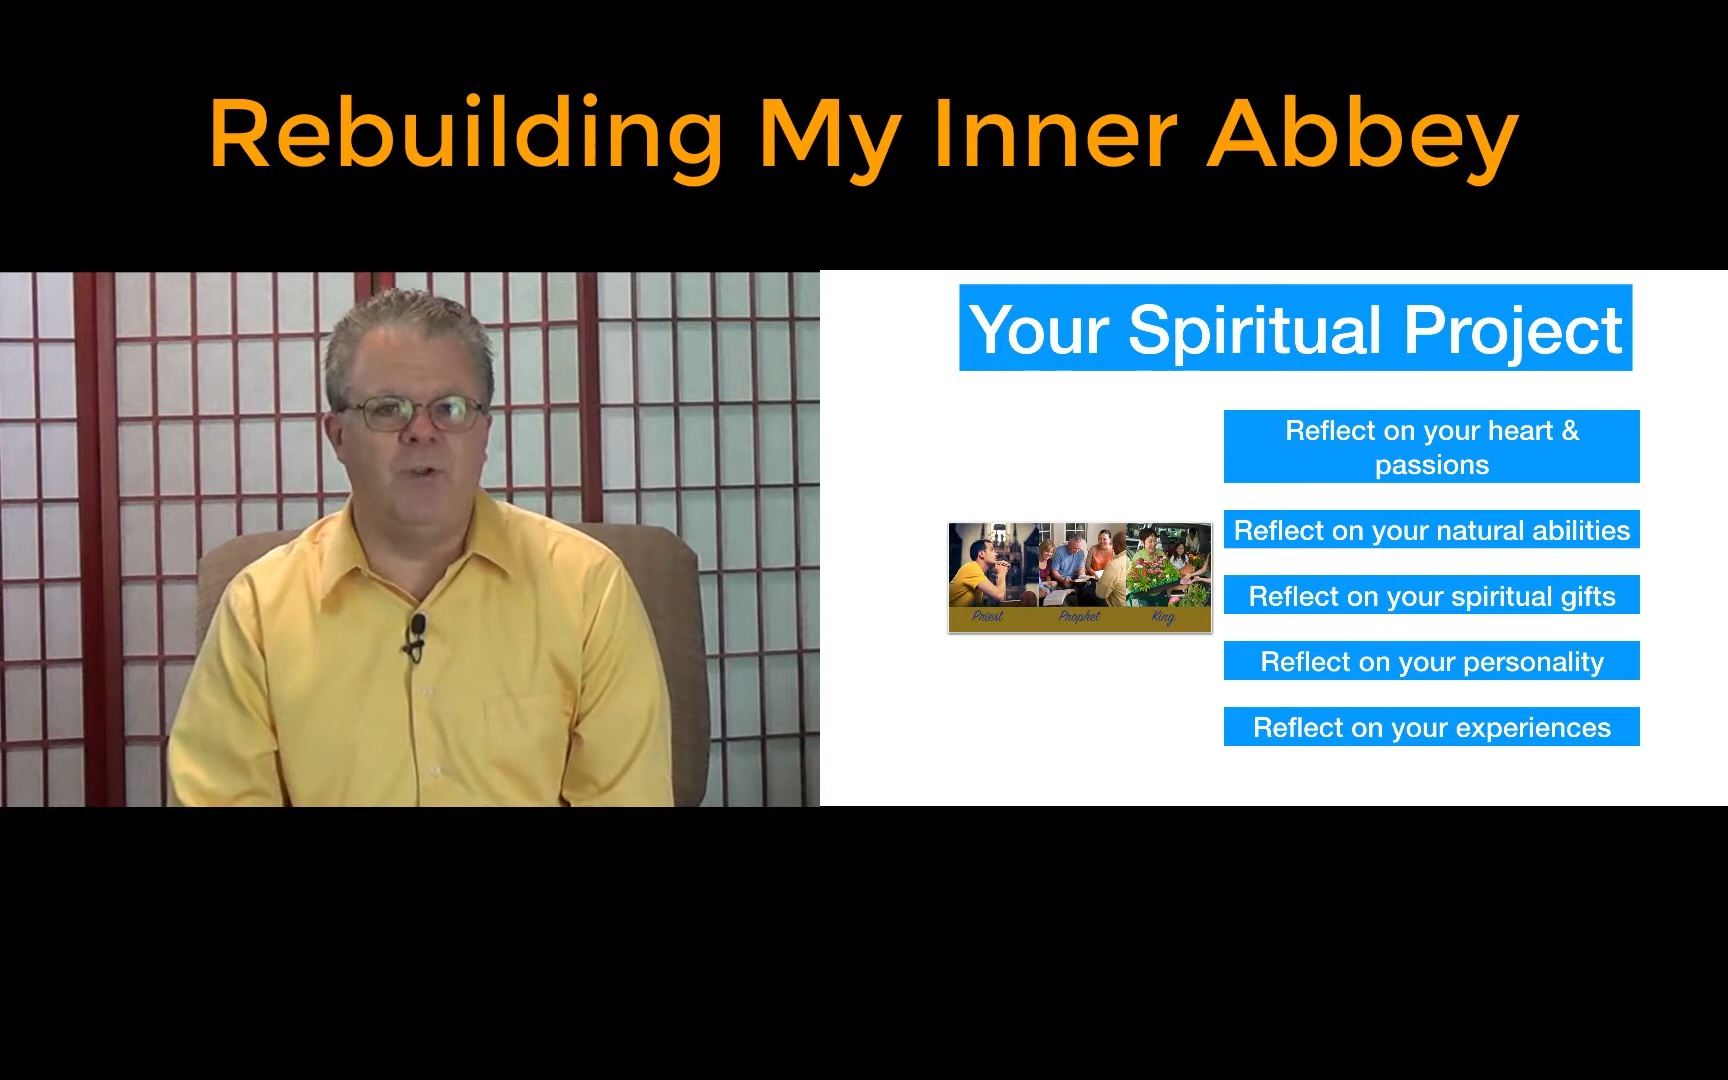 Rebuilding My Inner Abbey
Your Spiritual Project
Reflect on your heart &
passions
Reflect on your natural abilities
Reflect on your spiritual gifts
Reflect on your personality
Reflect on your experiences
Priest Prophet King